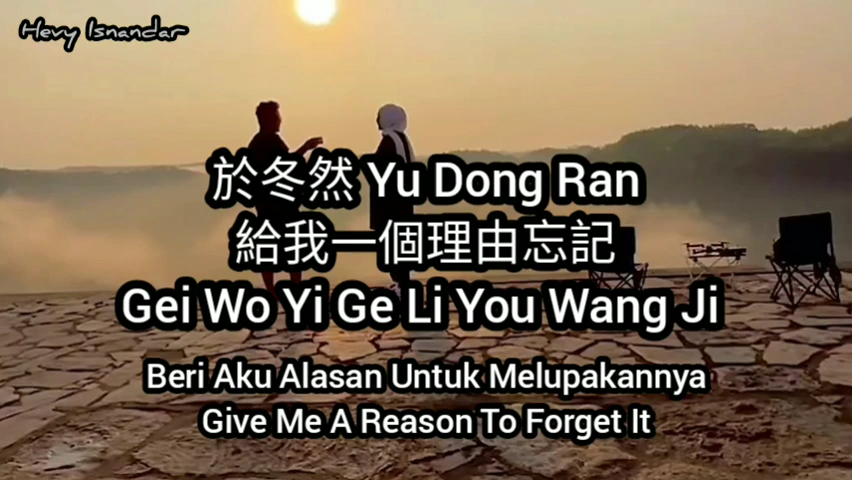 Hevy Isnandar
於冬然 Yu Dong Ran
給我一個理由忘記
Gei Wo Yi Ge Li You Wang Ji
Beri Aku Alasan Untuk Melupakannya
Give Me A Reason To Forget It